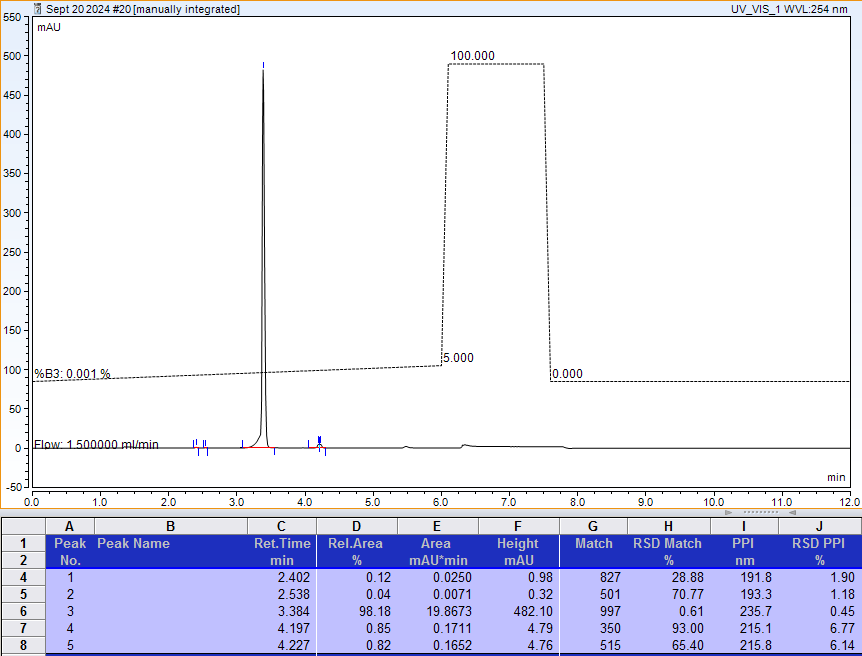 Sept 20 2024 #20 [manually integrated] UV_VIS_1 WVL:254 nm
550
mAU
500
100.000
450
400
350
300
250
200
150
100
%B3: 0.001 %
5.000
0.000
50
0
Flow: 1.500000 ml/min
-50
min
0.0 1.0 2.0 3.0 4.0 5.0 6.0 7.0 8.0 9.0 10.0 11.0 12.0
A B C D E F G H I J
1 Peak Peak Name Ret.Time Rel.Area Area Height Match RSD Match PPI RSD PPI
2 No. min % mAU*min mAU % nm %
4 1 2.402 0.12 0.0250 0.98 827 28.88 191.8 1.90
5 2 2.538 0.04 0.0071 0.32 501 70.77 193.3 1.18
6 3 3.384 98.18 19.8673 482.10 997 0.61 235.7 0.45
7 4 4.197 0.85 0.1711 4.79 350 93.00 215.1 6.77
8 5 4.227 0.82 0.1652 4.76 515 65.40 215.8 6.14